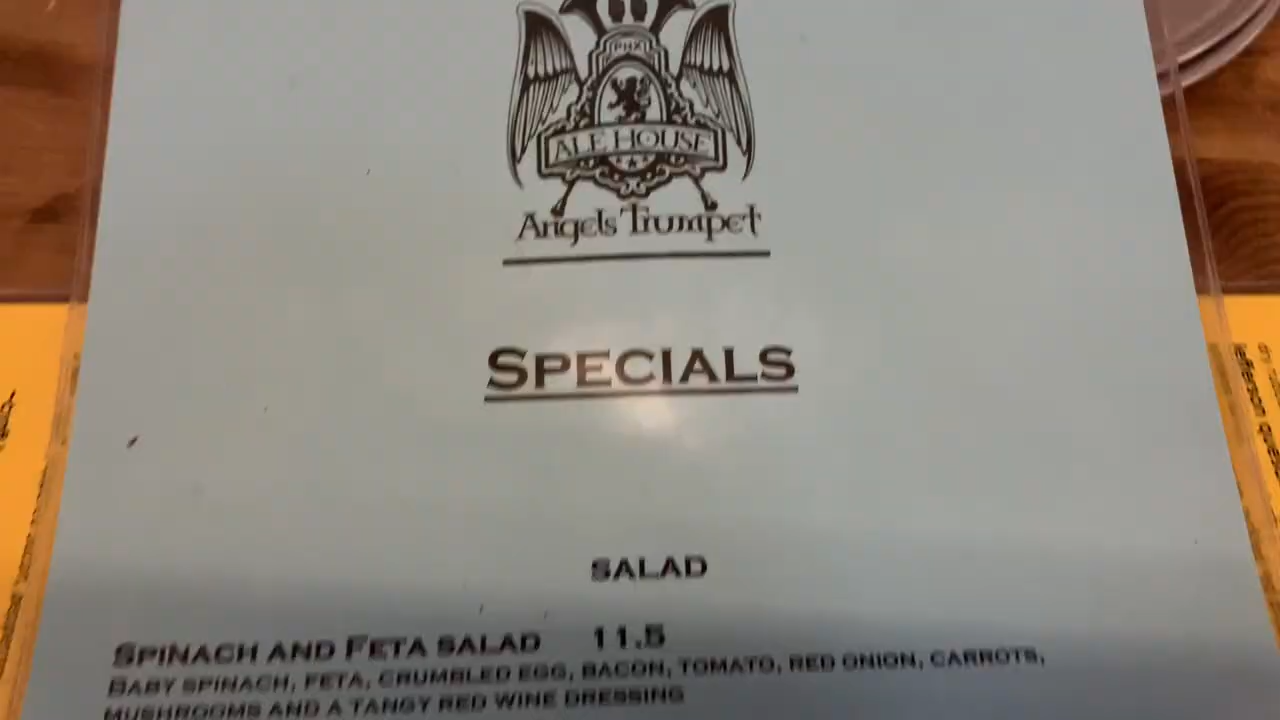 PHX
ALE HOUSE
Angels Trumpet
SPECIALS
SALAD
SPINACH AND FETA SALAD 11.5
BABY SPINACH, FETA, CRUMBLED EGG, BACON, TOMATO, RED ONION, CARROTS,
MUSHROOMS AND A TANGY RED WINE DRESSING